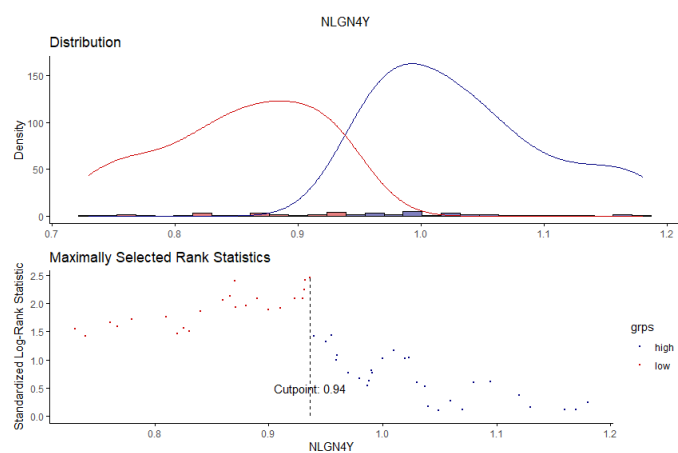 NLGN4Y
Distribution
Density
150
100
50
0
0.7 0.8 0.9 1.0 1.1 1.2
Maximally Selected Rank Statistics
Standardized Log-Rank Statistic
2.5
2.0
1.5
1.0
0.5
0.0
Cutpoint: 0.94
0.8 0.9 1.0 1.1 1.2
NLGN4Y
grps
high
low